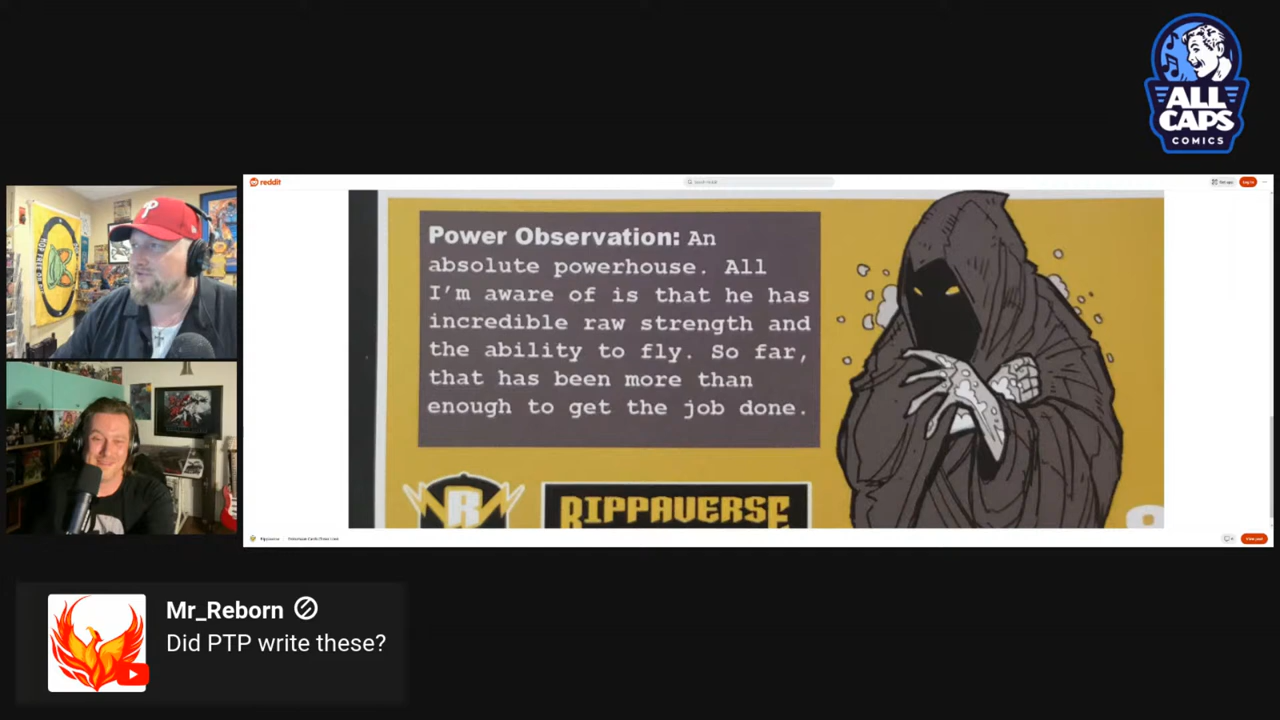 ALL
CAPS
COMICS
reddit
Power Observation: An
absolute powerhouse. All
I'm aware of is that he has
incredible raw strength and
the ability to fly. So far,
that has been more than
enough to get the job done.
R
RIPPAVERSE
Mr_Reborn
Did PTP write these?